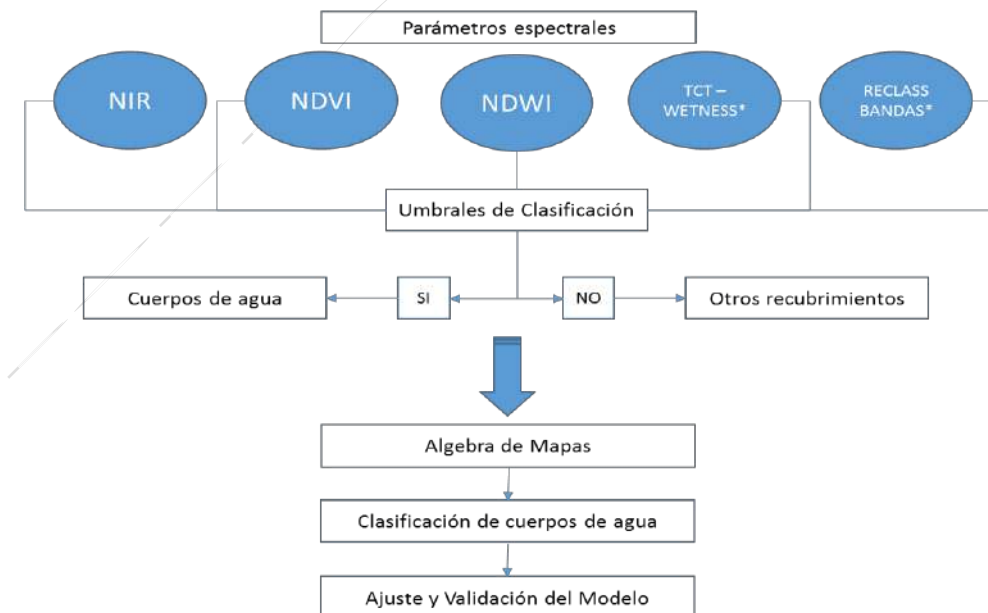 Parámetros espectrales
NIR
NDVI
NDWI
TCT –
WETNESS*
RECLASS
BANDAS*
Umbrales de Clasificación
Cuerpos de agua
SI
NO
Otros recubrimientos
Algebra de Mapas
Clasificación de cuerpos de agua
Ajuste y Validación del Modelo